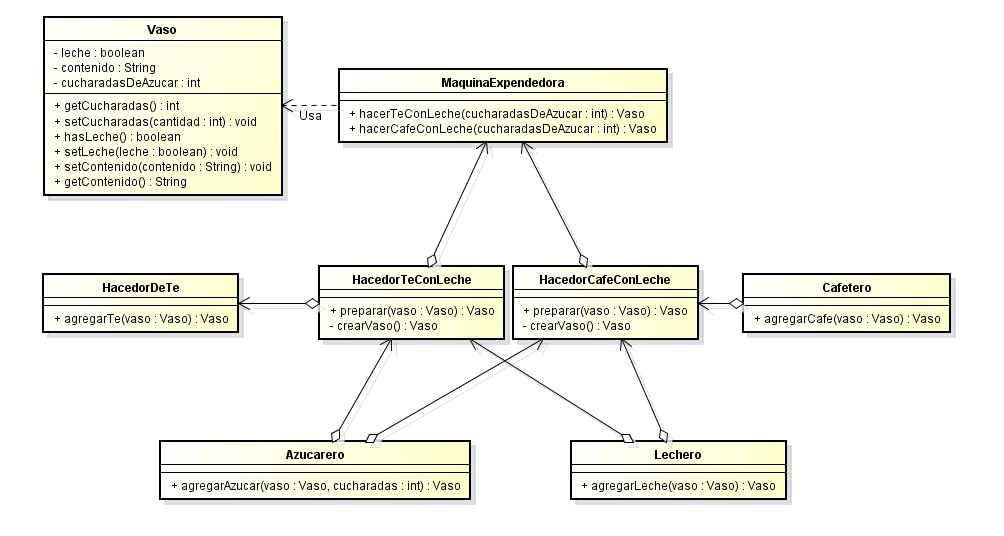 Vaso
- leche : boolean
- contenido : String
- cucharadasDeAzucar : int
+ getCucharadas() : int
+ setCucharadas(cantidad : int) : void
+ hasLeche() : boolean
+ setLeche(leche : boolean) : void
+ setContenido(contenido : String) : void
+ getContenido() : String
Usa
MaquinaExpendedora
+ hacerTeConLeche(cucharadasDeAzucar : int) : Vaso
+ hacerCafeConLeche(cucharadasDeAzucar : int) : Vaso
HacedorDeTe
+ agregarTe(vaso : Vaso) : Vaso
HacedorTeConLeche
+ preparar(vaso : Vaso) : Vaso
- crearVaso() : Vaso
HacedorCafeConLeche
+ preparar(vaso : Vaso) : Vaso
- crearVaso() : Vaso
Cafetero
+ agregarCafe(vaso : Vaso) : Vaso
Azucarero
+ agregarAzucar(vaso : Vaso, cucharadas : int) : Vaso
Lechero
+ agregarLeche(vaso : Vaso) : Vaso